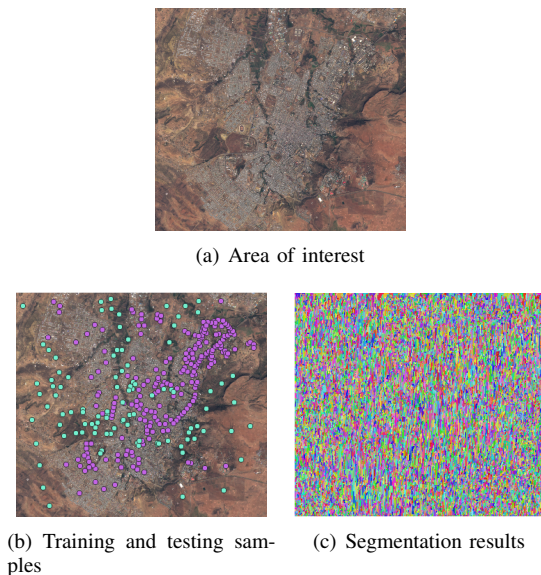 (a) Area of interest
(b) Training and testing sam-
ples
(c) Segmentation results